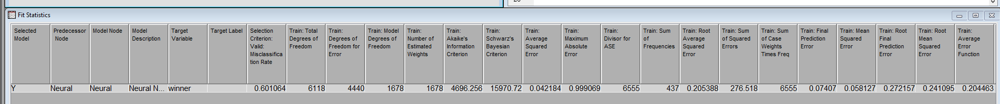 20
Fit Statistics
Selected Model	Predecessor Node	Model Node	Model Description	Target Variable	Target Label	Selection Criterion: Valid: Misclassifica tion Rate	Train: Total Degrees of Freedom	Train: Degrees of Freedom for Error	Train: Model Degrees of Freedom	Train: Number of Estimated Weights	Train: Akaike's Information Criterion	Train: Schwarz's Bayesian Criterion	Train: Average Squared Error	Train: Maximum Absolute Error	Train: Divisor for ASE	Train: Sum of Frequencies	Train: Root Average Squared Error	Train: Sum of Squared Errors	Train: Sum of Case Weights Times Freq	Train: Final Prediction Error	Train: Mean Squared Error	Train: Root Final Prediction Error	Train: Root Mean Squared Error	Train: Average Error Function
Y	Neural	Neural	Neural N...	winner		0.601064	6118	4440	1678	1678	4696.256	15970.72	0.042184	0.999069	6555	437	0.205388	276.518	6555	0.07407	0.058127	0.272157	0.241095	0.204463